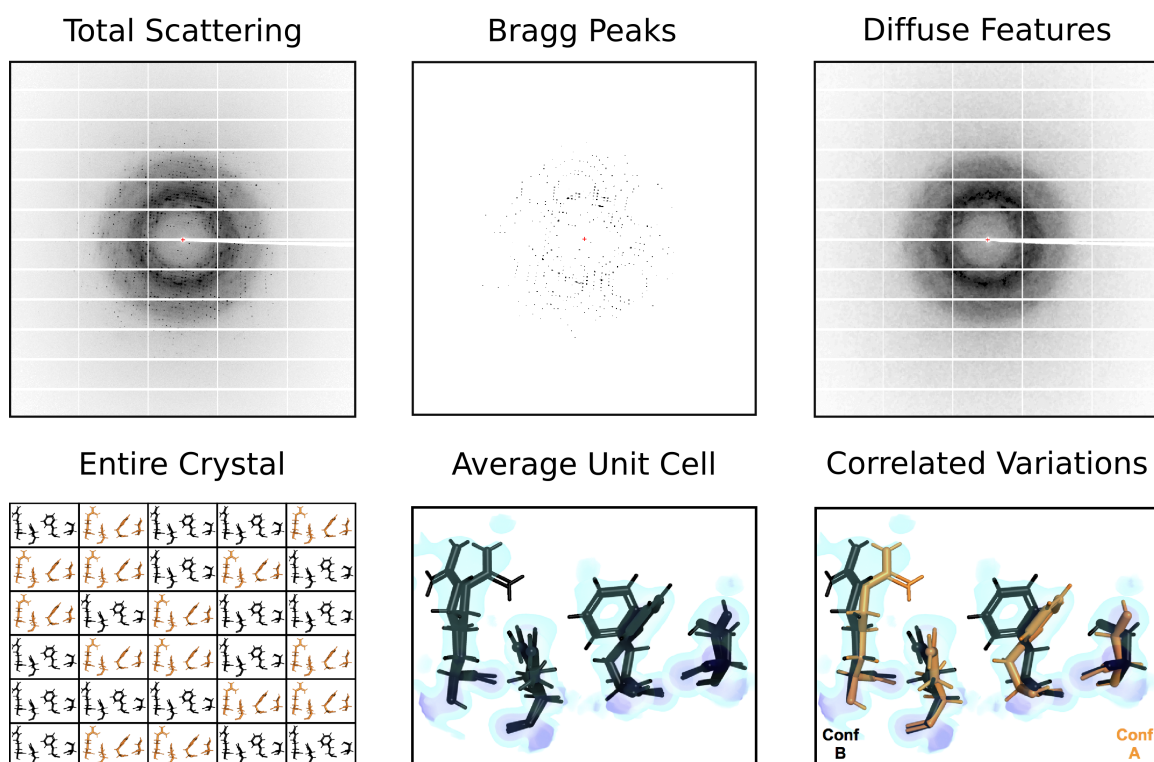 Total Scattering
Bragg Peaks
Diffuse Features
Entire Crystal
Average Unit Cell
Correlated Variations
Conf
B
Conf
A